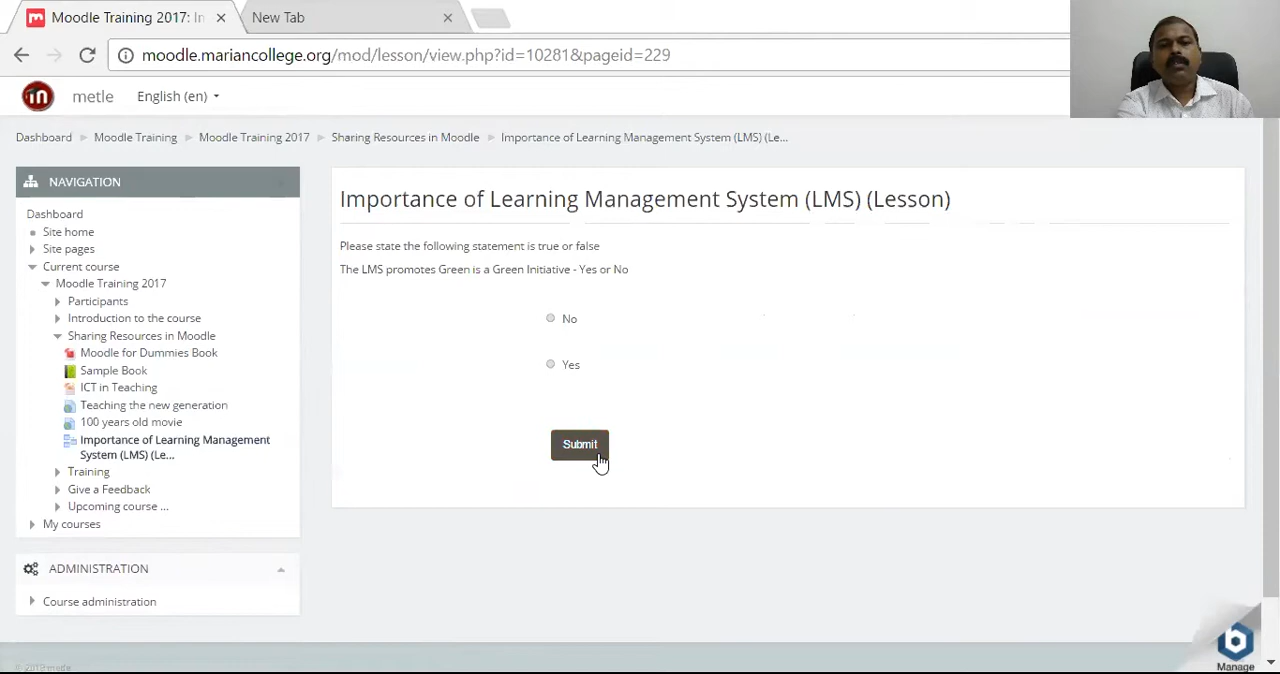 Moodle Training 2017: In
New Tab
moodle.mariancollege.org/mod/lesson/view.php?id=10281&pageid=229
metle
English (en)
Dashboard
Moodle Training
Moodle Training 2017
Sharing Resources in Moodle
Importance of Learning Management System (LMS) (Le...
NAVIGATION
Dashboard
Site home
Site pages
Current course
Moodle Training 2017
Participants
Introduction to the course
Sharing Resources in Moodle
Moodle for Dummies Book
Sample Book
ICT in Teaching
Teaching the new generation
100 years old movie
Importance of Learning Management
System (LMS) (Le...
Training
Give a Feedback
Upcoming course ...
My courses
ADMINISTRATION
Course administration
Importance of Learning Management System (LMS) (Lesson)
Please state the following statement is true or false
The LMS promotes Green is a Green Initiative - Yes or No
No
Yes
Submit
Manage